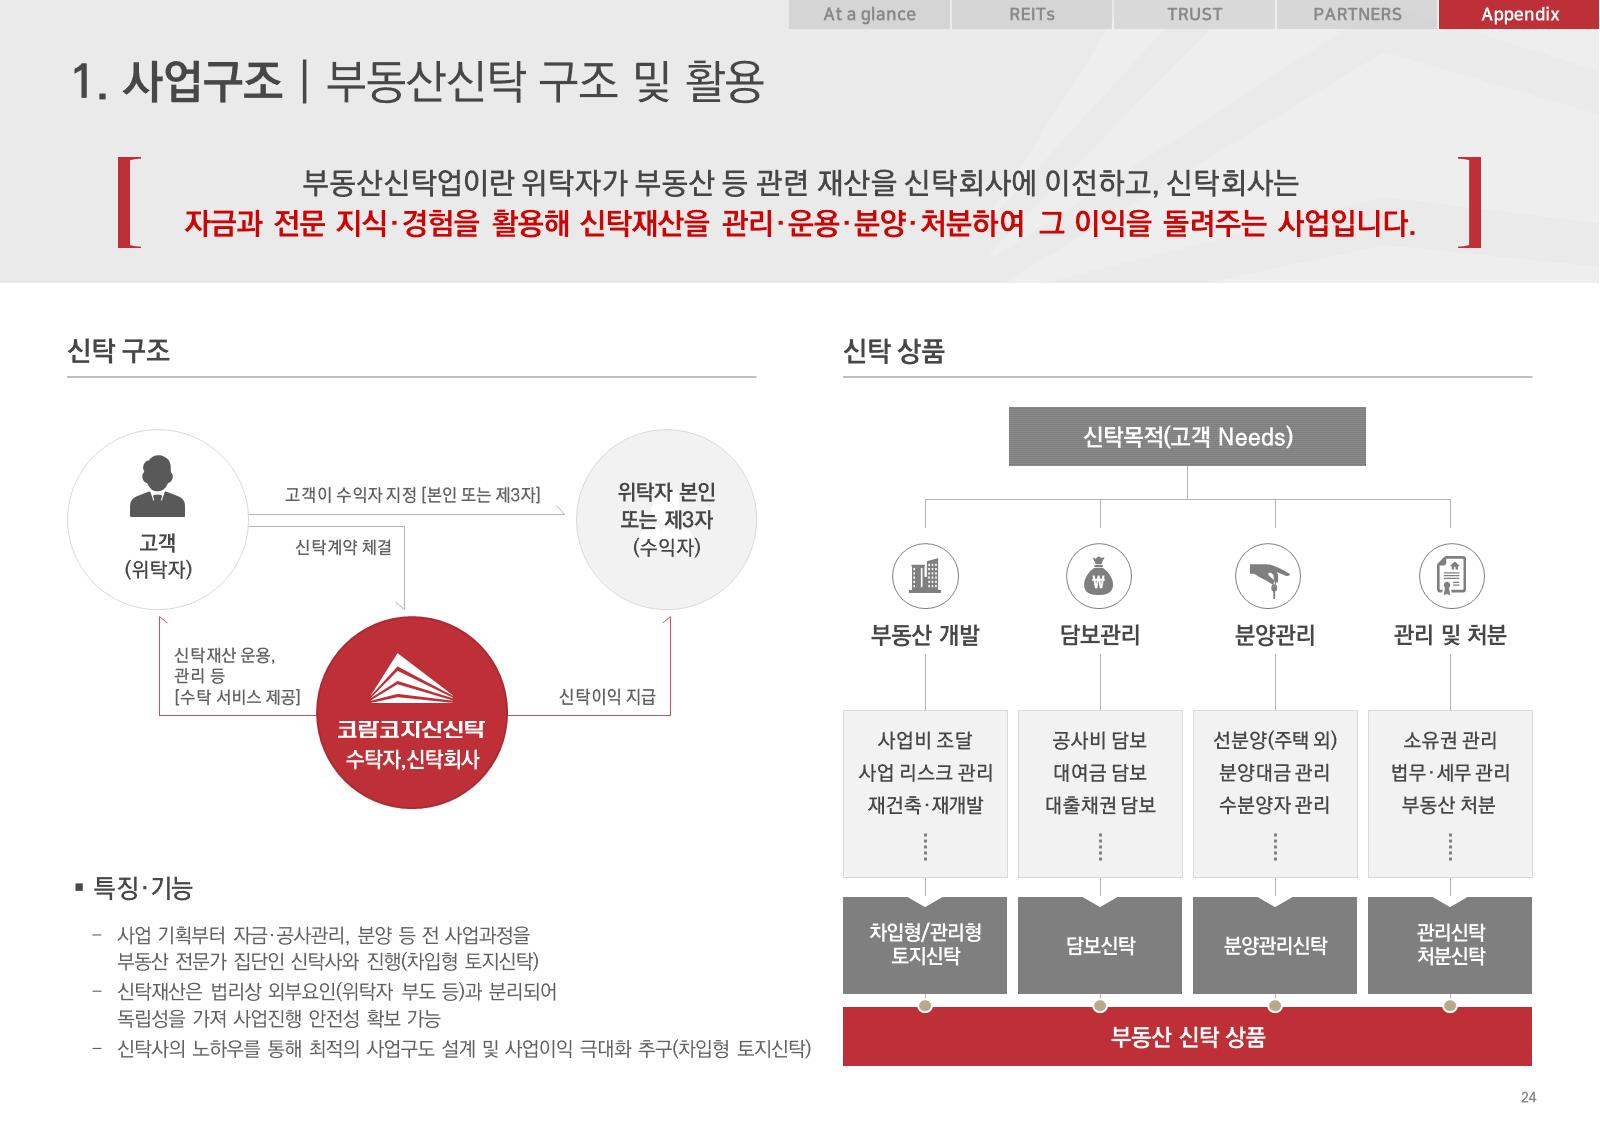 At a glance
REITs
TRUST
PARTNERS
Appendix
1. 사업구조 | 부동산신탁 구조 및 활용
부동산신탁업이란 위탁자가 부동산 등 관련 재산을 신탁회사에 이전하고, 신탁회사는
자금과 전문 지식·경험을 활용해 신탁재산을 관리·운용·분양·처분하여 그 이익을 돌려주는 사업입니다.
신탁 구조
고객
(위탁자)
고객이 수익자 지정 [본인 또는 제3자]
신탁계약 체결
위탁자 본인
또는 제3자
(수익자)
신탁재산 운용,
관리 등
[수탁 서비스 제공]
신탁이익 지급
코람코자산신탁
수탁자,신탁회사
▪ 특징·기능
– 사업 기획부터 자금·공사관리, 분양 등 전 사업과정을
부동산 전문가 집단인 신탁사와 진행(차입형 토지신탁)
– 신탁재산은 법리상 외부요인(위탁자 부도 등)과 분리되어
독립성을 가져 사업진행 안전성 확보 가능
– 신탁사의 노하우를 통해 최적의 사업구도 설계 및 사업이익 극대화 추구(차입형 토지신탁)
신탁 상품
신탁목적(고객 Needs)
부동산 개발
담보관리
분양관리
관리 및 처분
사업비 조달
사업 리스크 관리
재건축·재개발
공사비 담보
대여금 담보
대출채권 담보
선분양(주택 외)
분양대금 관리
수분양자 관리
소유권 관리
법무·세무 관리
부동산 처분
차입형/관리형
토지신탁
담보신탁
분양관리신탁
관리신탁
처분신탁
부동산 신탁 상품
24